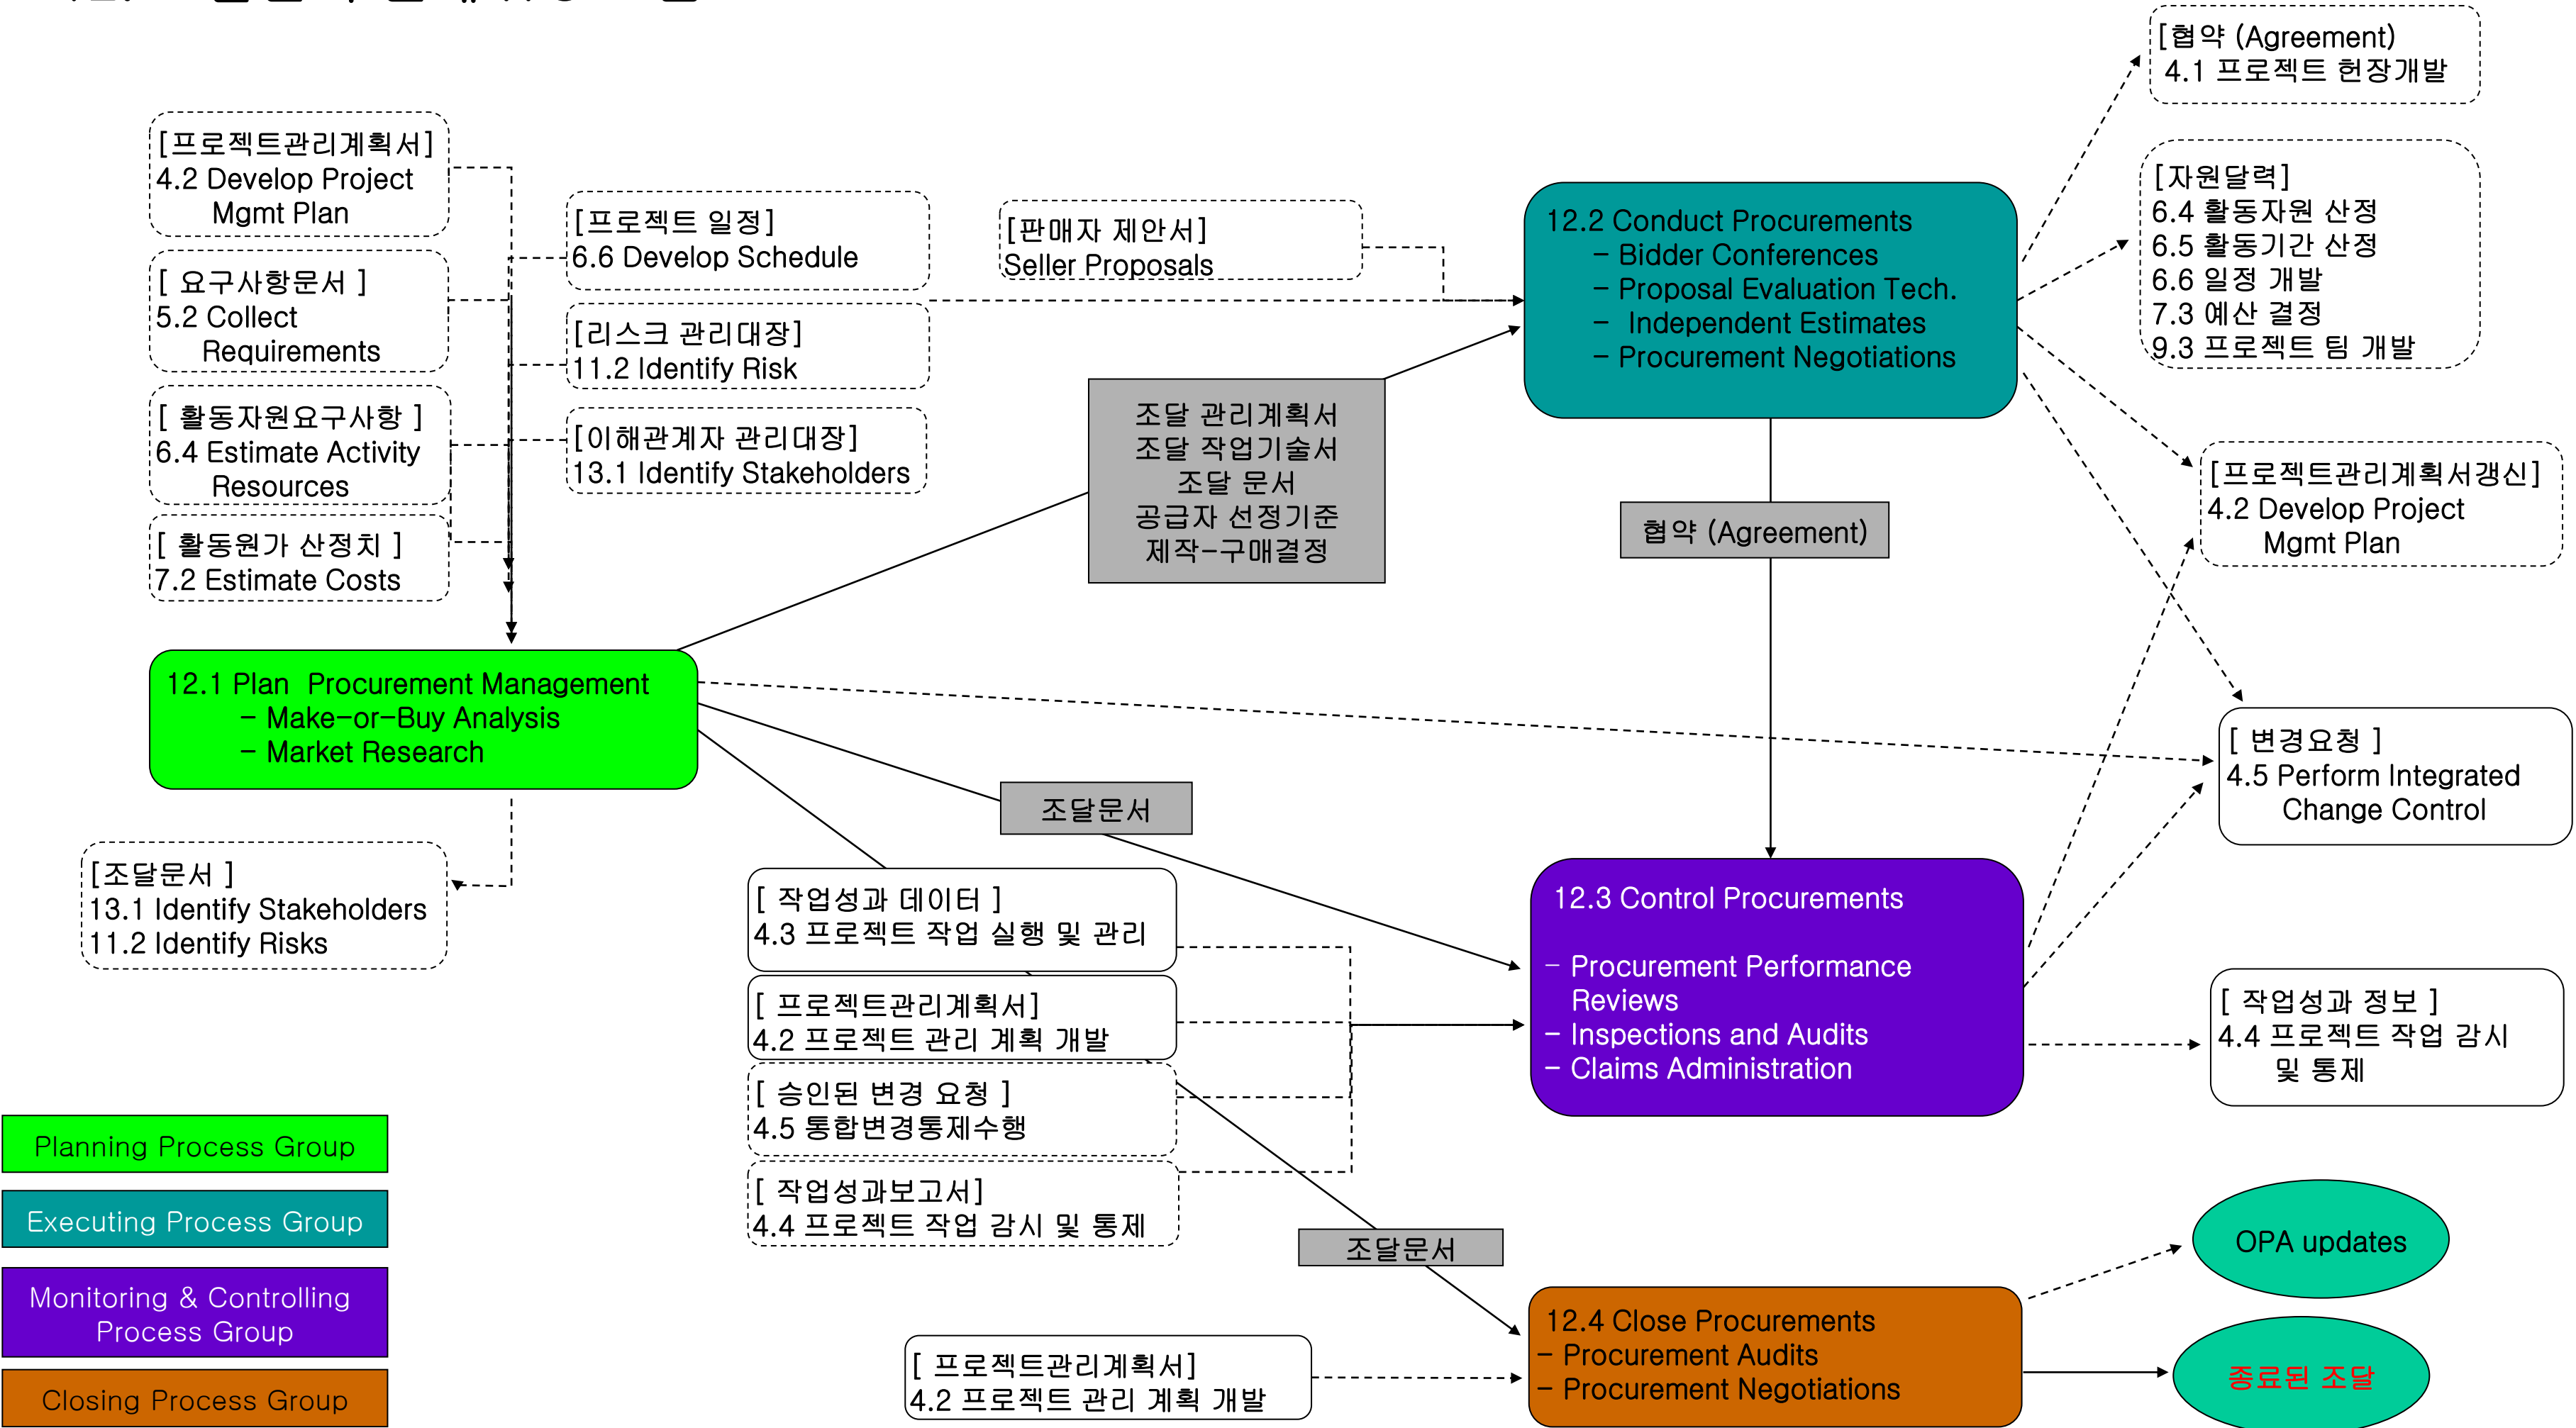 [프로젝트관리계획서]
4.2 Develop Project
Mgmt Plan
[ 요구사항문서 ]
5.2 Collect
Requirements
[ 활동자원요구사항 ]
6.4 Estimate Activity
Resources
[ 활동원가 산정치 ]
7.2 Estimate Costs
[프로젝트 일정]
6.6 Develop Schedule
[리스크 관리대장]
11.2 Identify Risk
[이해관계자 관리대장]
13.1 Identify Stakeholders
[판매자 제안서]
Seller Proposals
12.2 Conduct Procurements
- Bidder Conferences
- Proposal Evaluation Tech.
- Independent Estimates
- Procurement Negotiations
[협약 (Agreement)
4.1 프로젝트 헌장개발
[자원달력]
6.4 활동자원 산정
6.5 활동기간 산정
6.6 일정 개발
7.3 예산 결정
9.3 프로젝트 팀 개발
조달 관리계획서
조달 작업기술서
조달 문서
공급자 선정기준
제작-구매결정
협약 (Agreement)
[프로젝트관리계획서갱신]
4.2 Develop Project
Mgmt Plan
12.1 Plan Procurement Management
- Make-or-Buy Analysis
- Market Research
[ 변경요청 ]
4.5 Perform Integrated
Change Control
조달문서
[조달문서 ]
13.1 Identify Stakeholders
11.2 Identify Risks
[ 작업성과 데이터 ]
4.3 프로젝트 작업 실행 및 관리
[ 프로젝트관리계획서]
4.2 프로젝트 관리 계획 개발
[ 승인된 변경 요청 ]
4.5 통합변경통제수행
[ 작업성과보고서]
4.4 프로젝트 작업 감시 및 통제
12.3 Control Procurements
- Procurement Performance
Reviews
- Inspections and Audits
- Claims Administration
[ 작업성과 정보 ]
4.4 프로젝트 작업 감시
및 통제
Planning Process Group
Executing Process Group
Monitoring & Controlling
Process Group
Closing Process Group
조달문서
[ 프로젝트관리계획서]
4.2 프로젝트 관리 계획 개발
12.4 Close Procurements
- Procurement Audits
- Procurement Negotiations
OPA updates
종료된 조달